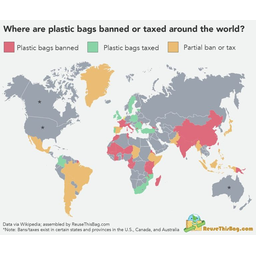 Where are plastic bags banned or taxed around the world?
Plastic bags banned
Plastic bags taxed
Partial ban or tax
Data via Wikipedia, assembled by ReuseThisBag.com
*Note: Bans/taxes exist in certain states and provinces in the U.S., Canada, and Australia
ReuseThisBag.com